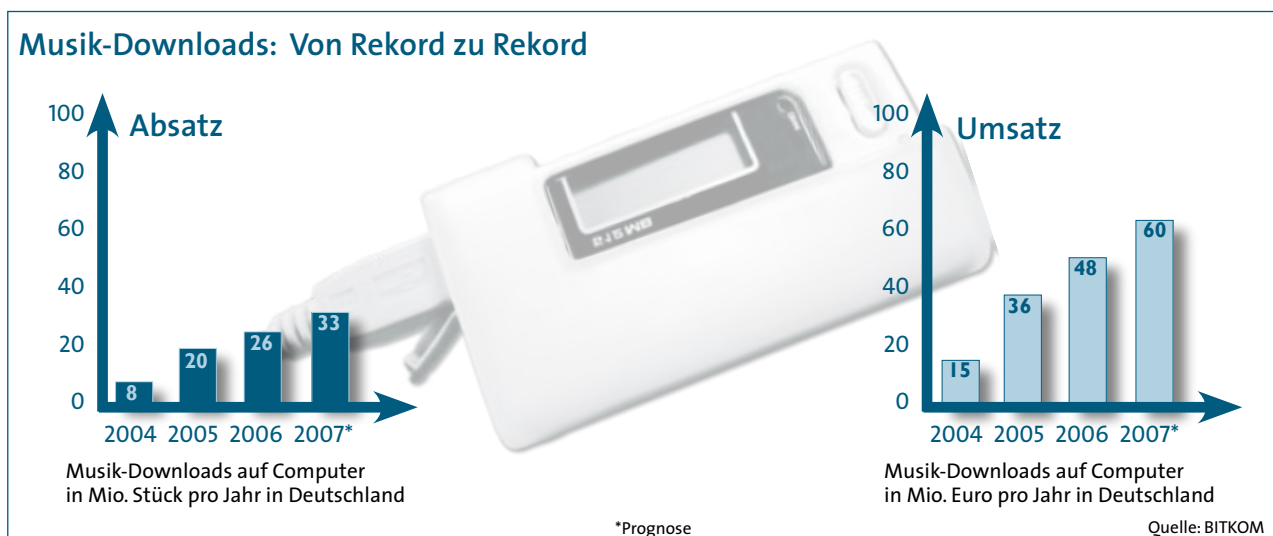 Musik-Downloads: Von Rekord zu Rekord
Absatz
100
80
60
40
20
0
8
20
26
33
2004 2005 2006 2007*
Musik-Downloads auf Computer
in Mio. Stück pro Jahr in Deutschland
Umsatz
100
80
60
40
20
0
15
36
48
60
2004 2005 2006 2007*
Musik-Downloads auf Computer
in Mio. Euro pro Jahr in Deutschland
*Prognose
Quelle: BITKOM